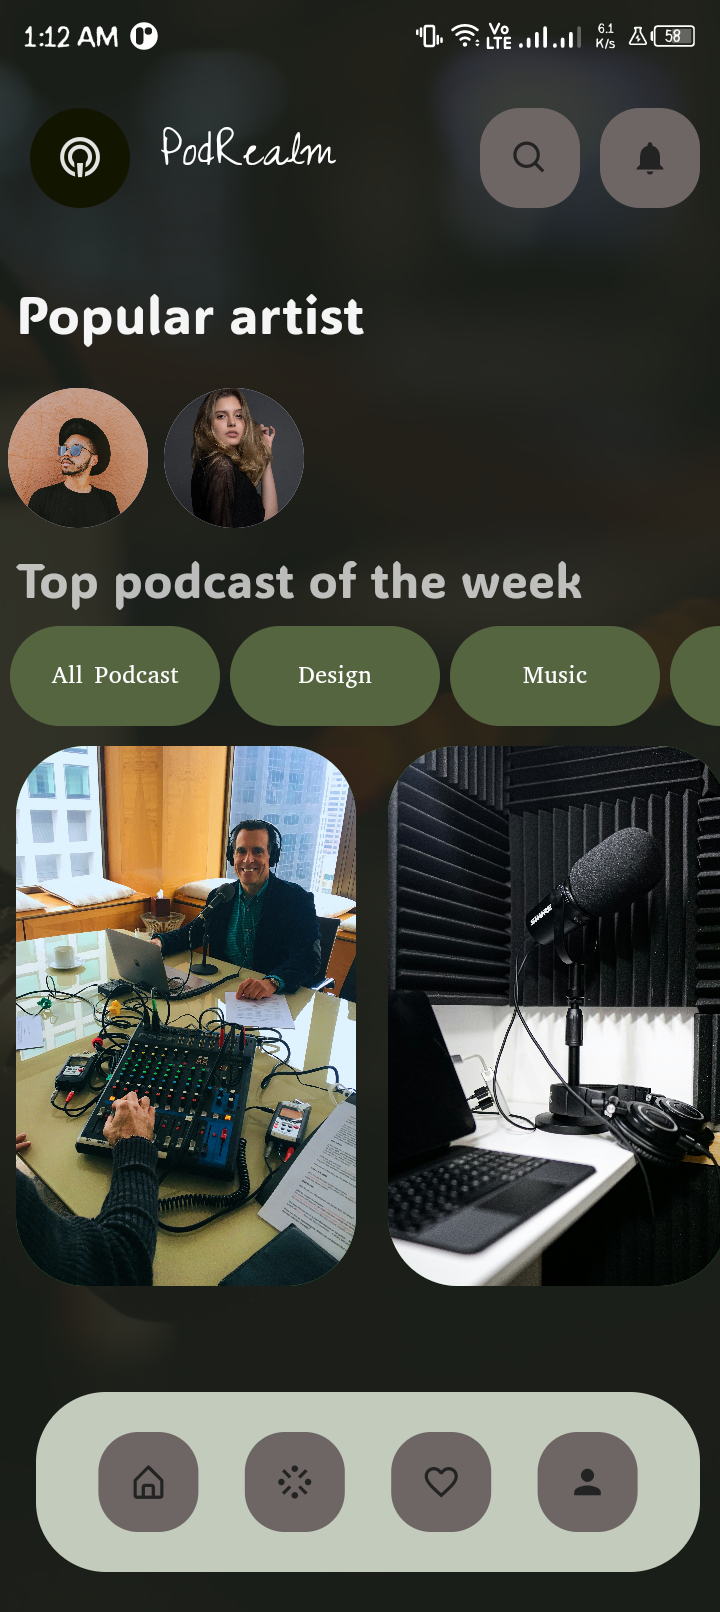 1:12 AM
Vo
LTE
6.1
K/s
58
PodRealm
Popular artist
Top podcast of the week
All Podcast
Design
Music
SHURE